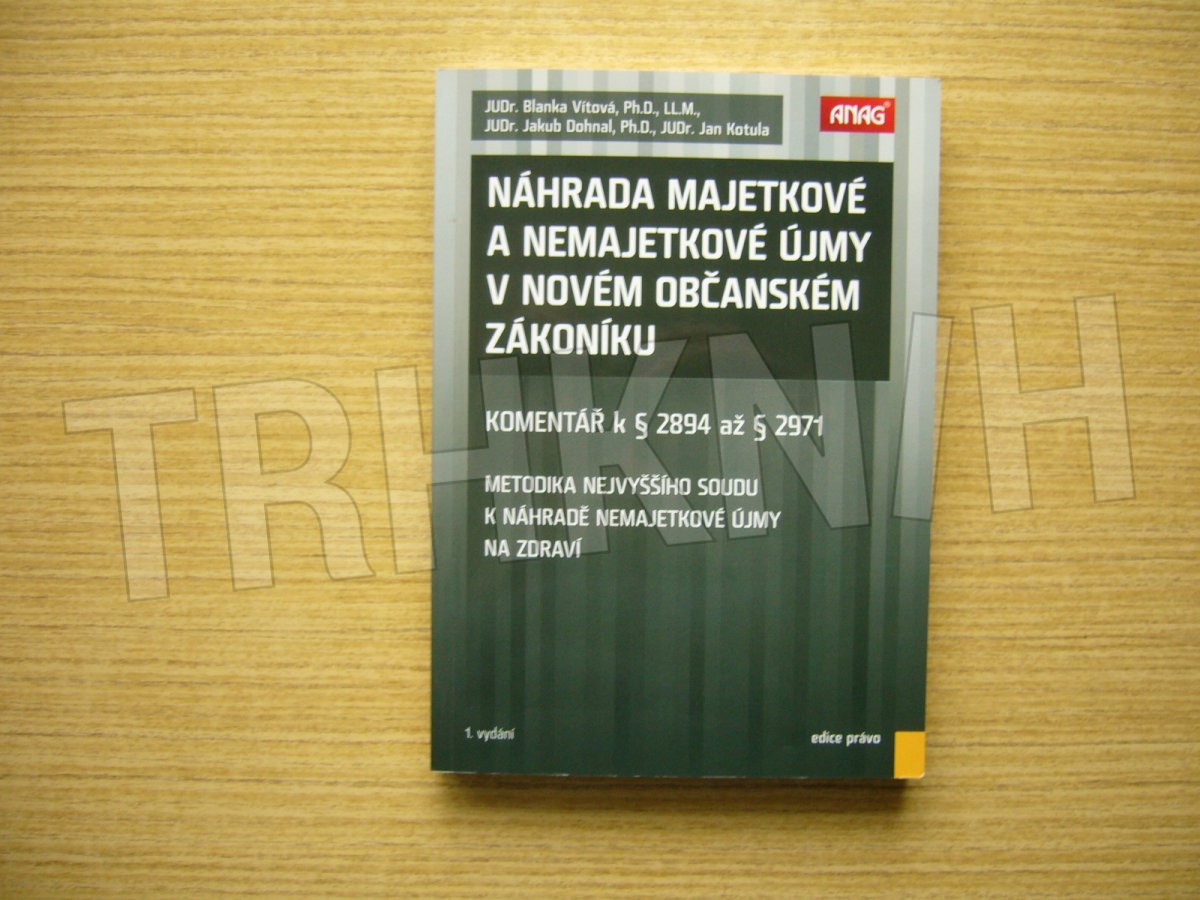 JUDr. Blanka Vítová, Ph.D., LL.M.,
JUDr. Jakub Dohnal, Ph.D., JUDr. Jan Kotula
ANAG®
NÁHRADA MAJETKOVÉ
A NEMAJETKOVÉ ÚJMY
V NOVÉM OBČANSKÉM
ZÁKONÍKU
KOMENTÁŘ k § 2894 až § 2971
METODIKA NEJVYŠŠÍHO SOUDU
K NÁHRADĚ NEMAJETKOVÉ ÚJMY
NA ZDRAVÍ
1. vydání
edice právo
TRHKNIH